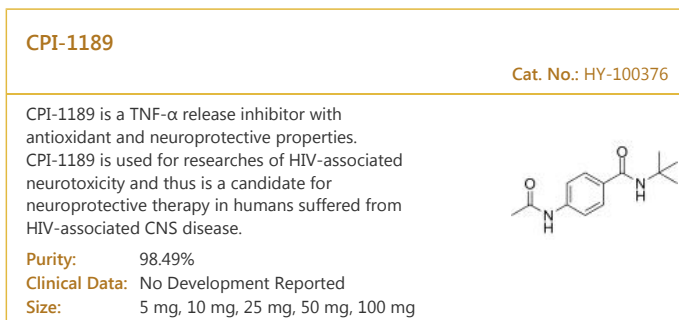 CPI-1189
Cat. No.: HY-100376
CPI-1189 is a TNF-α release inhibitor with
antioxidant and neuroprotective properties.
CPI-1189 is used for researches of HIV-associated
neurotoxicity and thus is a candidate for
neuroprotective therapy in humans suffered from
HIV-associated CNS disease.
O
N
H
O
N
H
Purity: 98.49%
Clinical Data: No Development Reported
Size: 5 mg, 10 mg, 25 mg, 50 mg, 100 mg